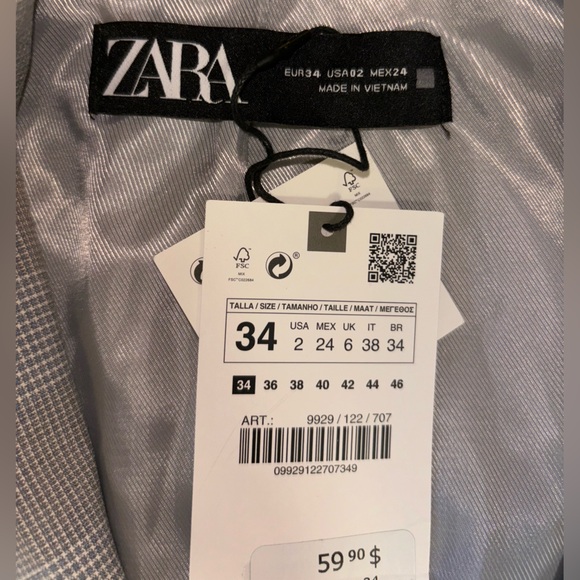 ZARA
EUR34 USA02 MEX24
MADE IN VIETNAM
FSC
FSC
TALLA / SIZE / TAMANHO / TAILLE / MAAT / ΜΕΓΕΘΟΣ
34 USA MEX UK IT BR
2 24 6 38 34
34 36 38 40 42 44 46
ART.: 9929 / 122 / 707
09929122707349
59 90 $